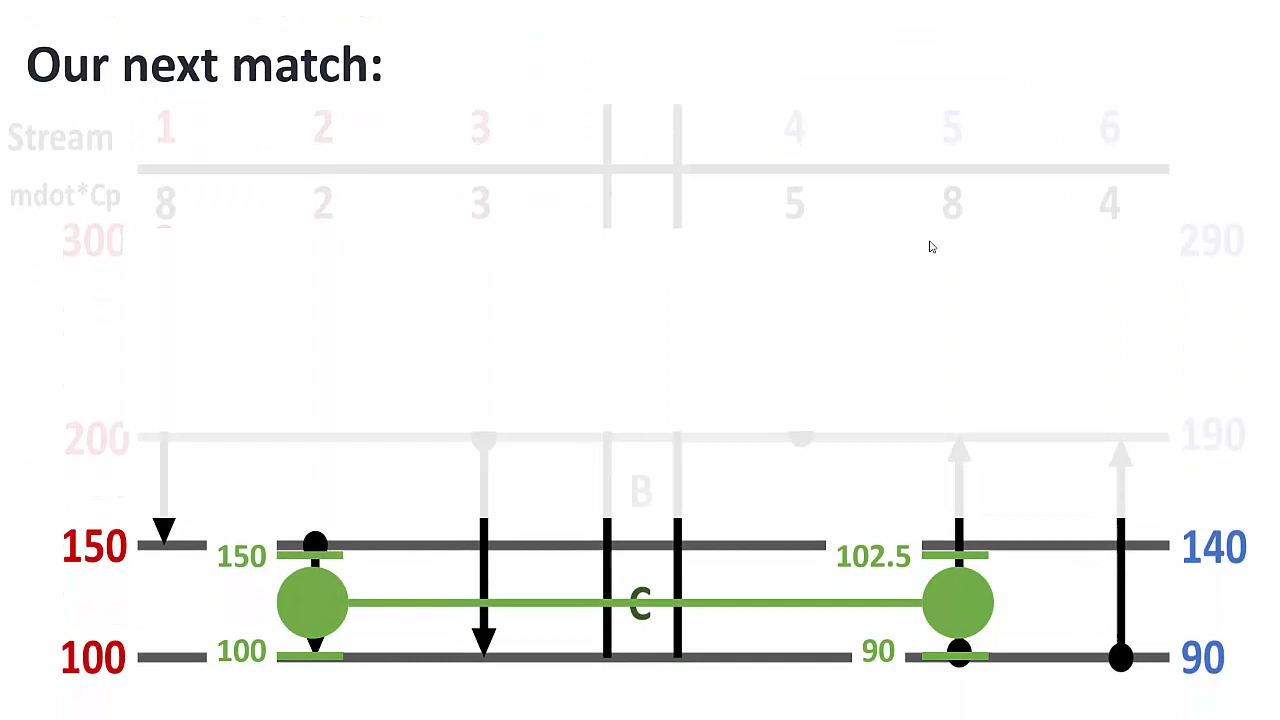 Our next match:
Stream 1 2 3 4 5 6
mdot*Cp 8 2 3 5 8 4
300 290
200 190
B
150 150 102.5 140
C
100 100 90 90